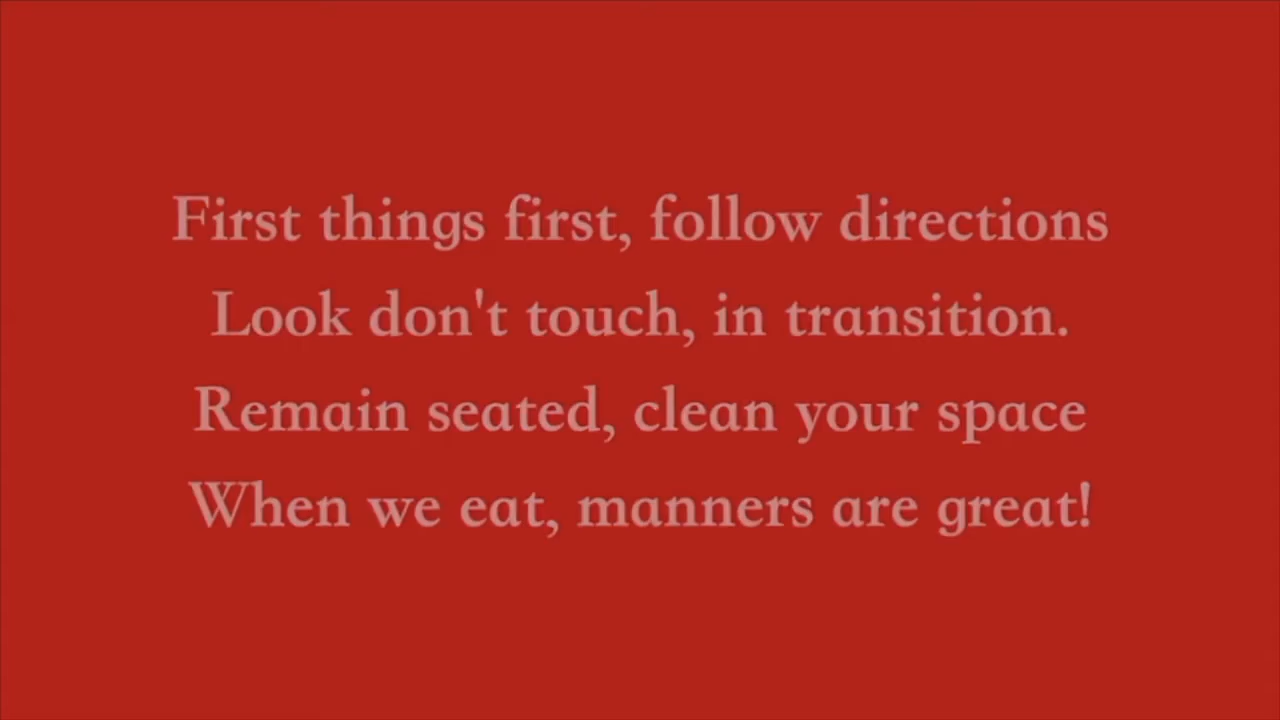 First things first, follow directions
Look don't touch, in transition.
Remain seated, clean your space
When we eat, manners are great!